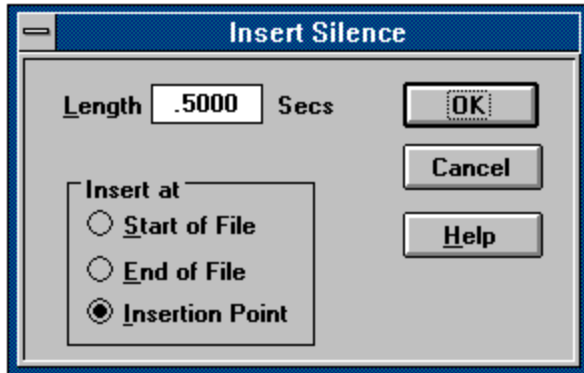 Insert Silence
Length .5000 Secs
OK
Cancel
Help
Insert at
Start of File
End of File
Insertion Point